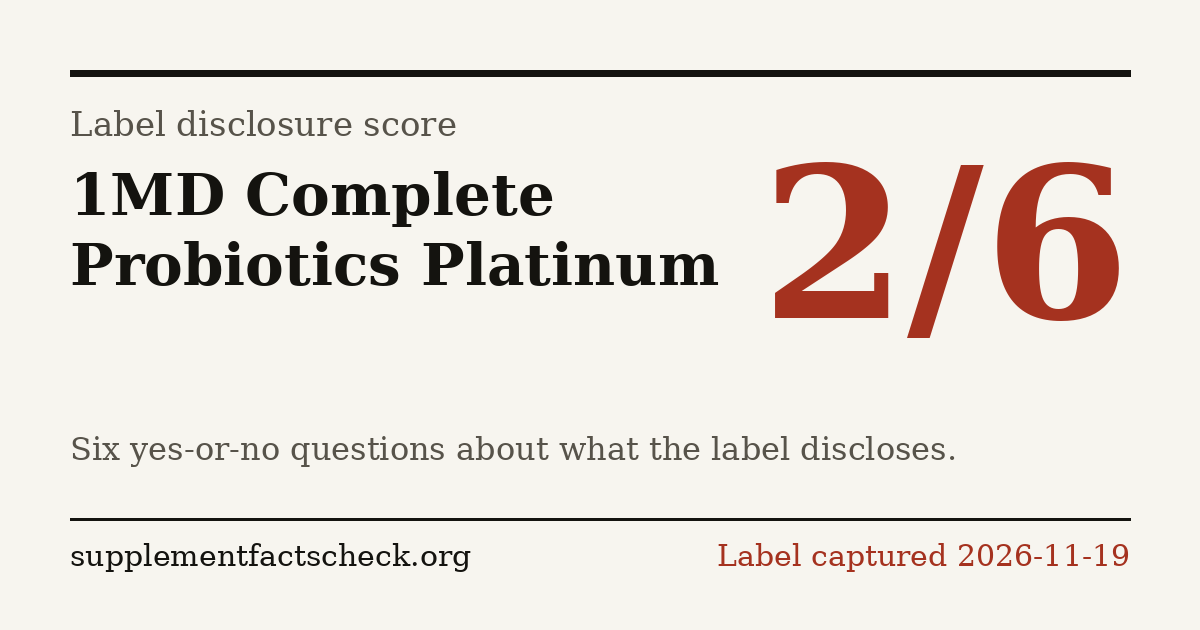 Label disclosure score
1MD Complete
Probiotics Platinum
2/6
Six yes-or-no questions about what the label discloses.
supplementfactscheck.org
Label captured 2026-11-19